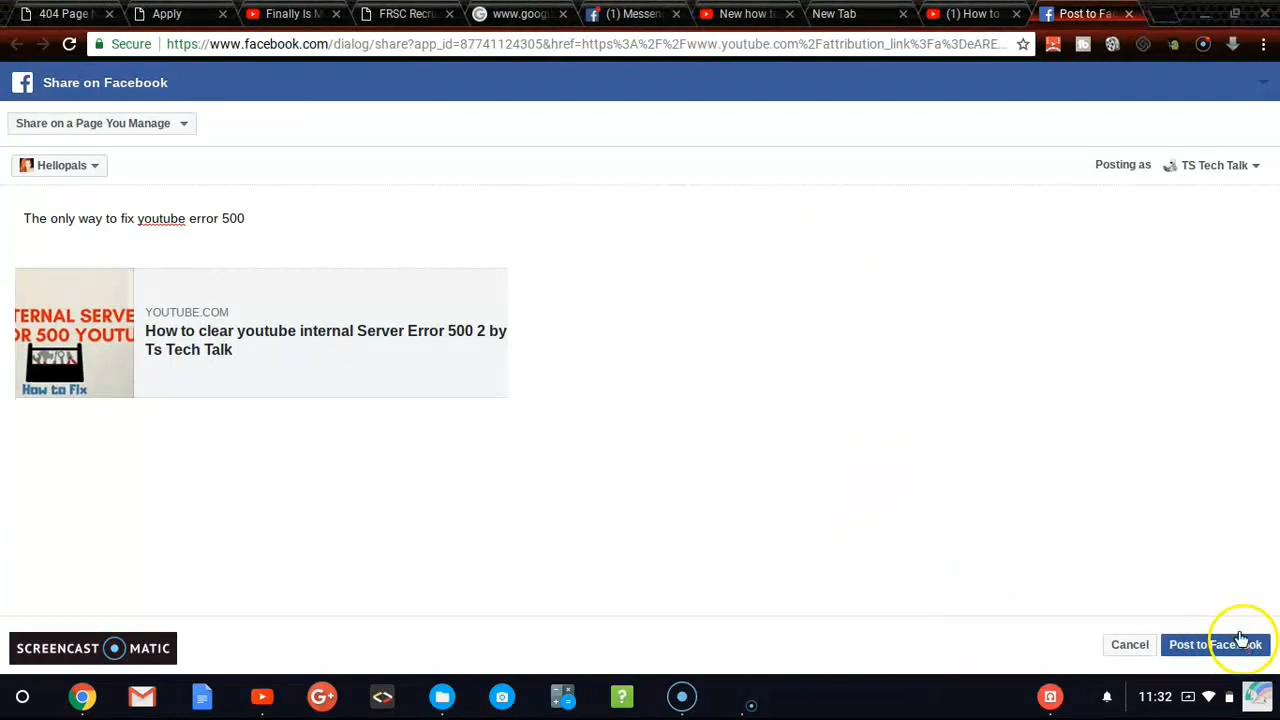 404 Page N
Apply
Finally Is M
FRSC Recru
www.goog
(1) Messen
New how to
New Tab
(1) How to
Post to Fac
Secure
https://www.facebook.com/dialog/share?app_id=87741124305&href=https%3A%2F%2Fwww.youtube.com%2Fattribution_link%3Fa%3DeARE...
Share on Facebook
Share on a Page You Manage
Hellopals
Posting as TS Tech Talk
The only way to fix youtube error 500
TERNAL SERVE
OR 500 YOUTU
How to Fix
YOUTUBE.COM
How to clear youtube internal Server Error 500 2 by
Ts Tech Talk
SCREENCAST MATIC
Cancel
Post to Facebook
11:32